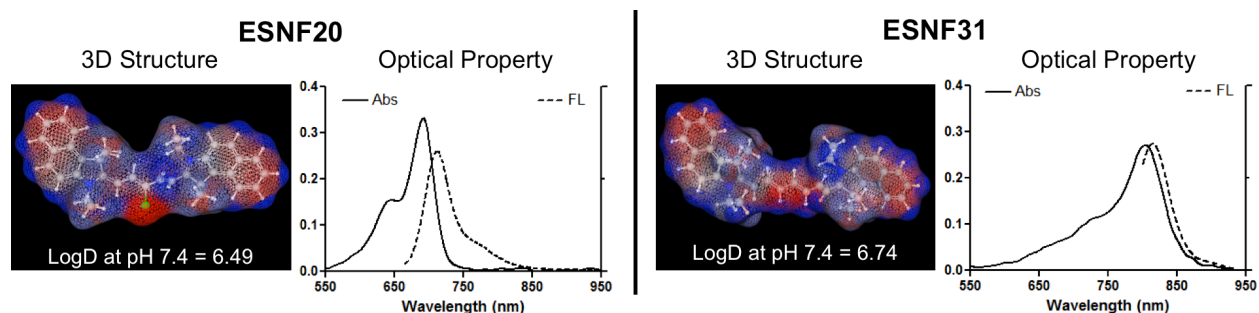 ESNF20
3D Structure
Optical Property
LogD at pH 7.4 = 6.49
0.4
0.3
0.2
0.1
0.0
Abs
FL
550 650 750 850 950
Wavelength (nm)
ESNF31
3D Structure
Optical Property
LogD at pH 7.4 = 6.74
0.4
0.3
0.2
0.1
0.0
Abs
FL
550 650 750 850 950
Wavelength (nm)